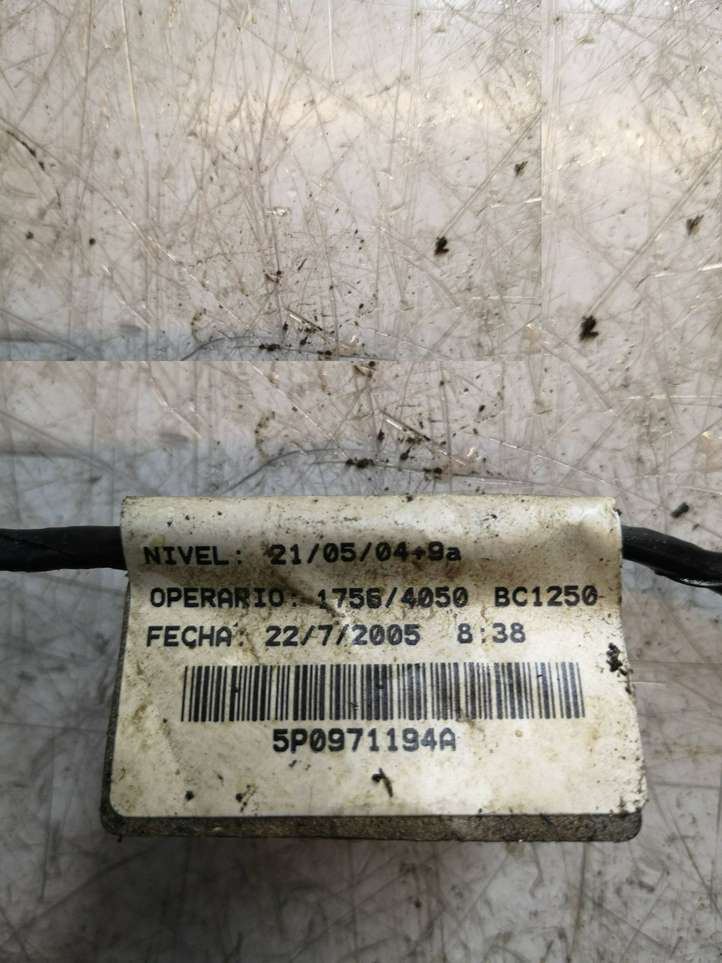 NIVEL: 21/05/04+9a
OPERARIO: 1756/4050 BC1250
FECHA: 22/7/2005 8:38
5P0971194A